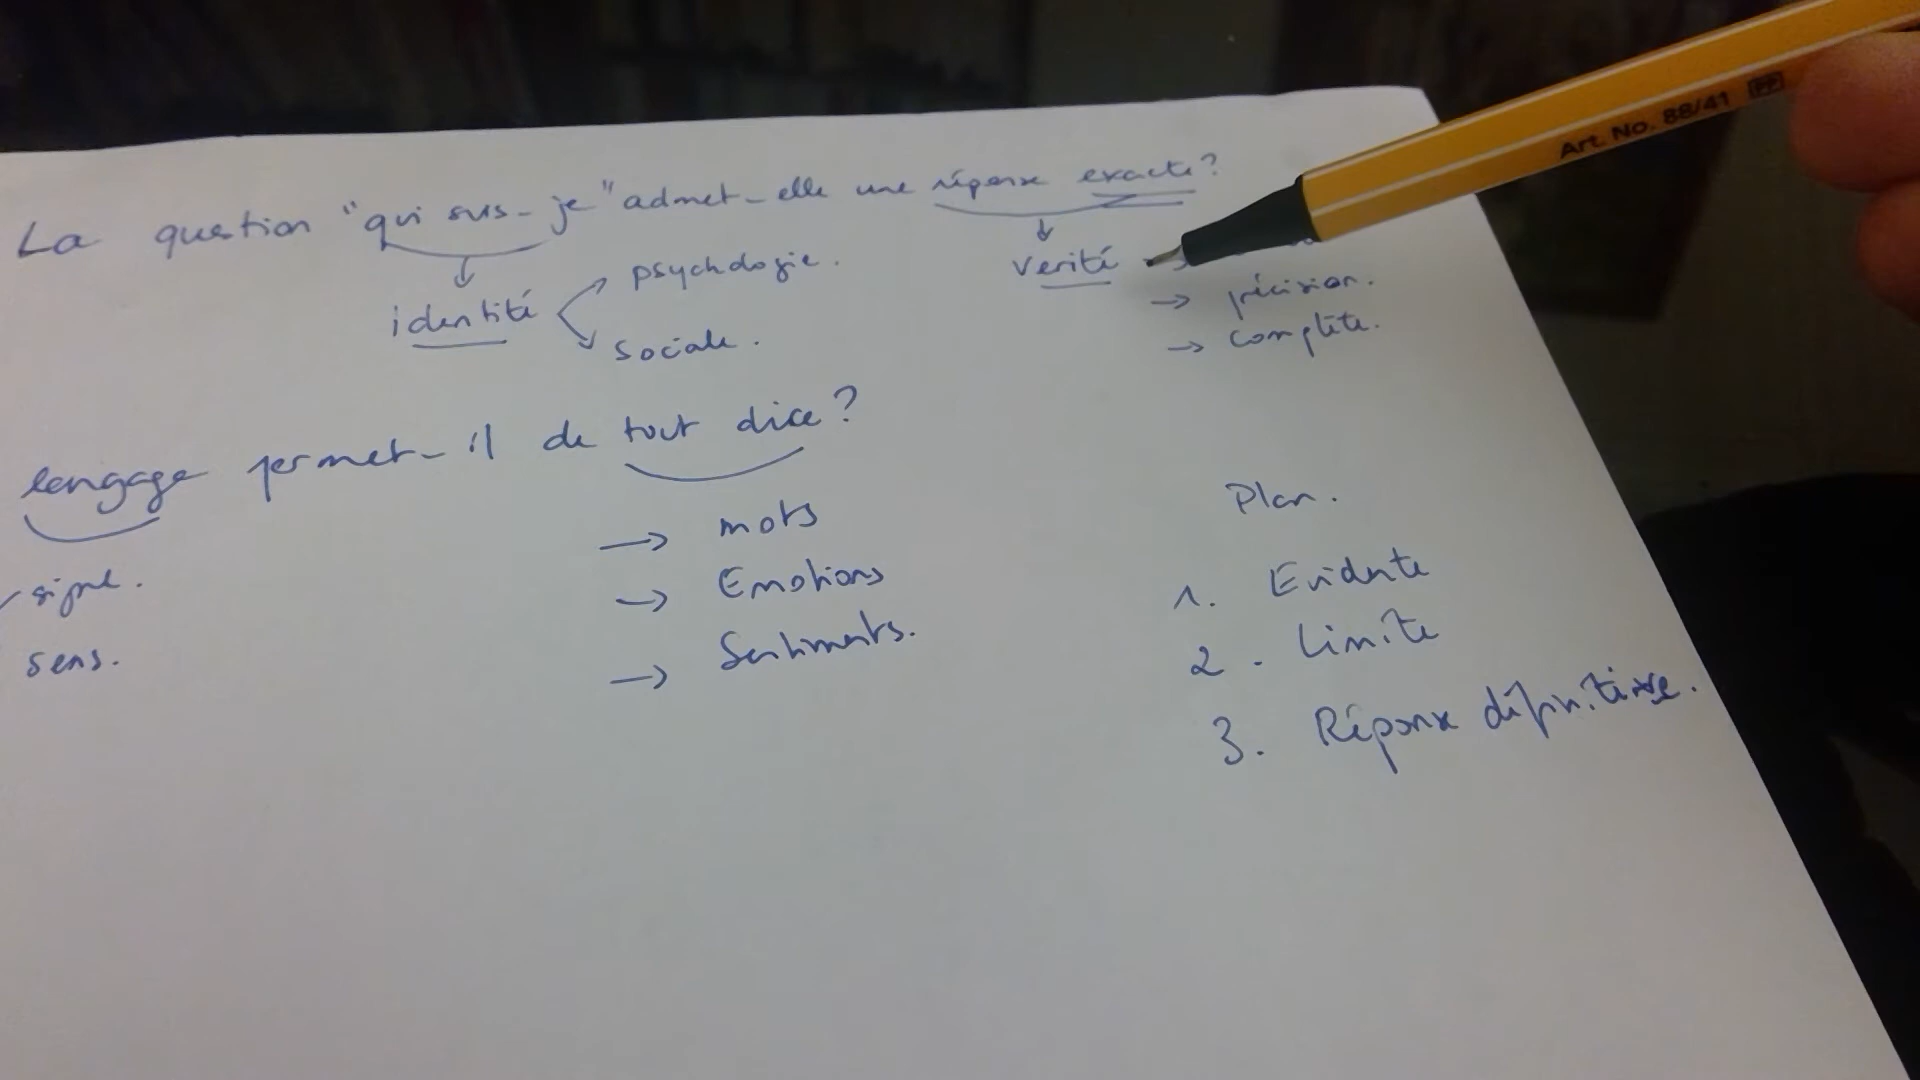 La question "qui suis-je" admet-elle une réponse exacte?
identité
psychologie.
sociale.
Verité
→ précision.
→ complète.
langage permet-il de tout dire?
signe.
sens.
→ mots
→ Emotions
→ Sentiments.
Plan.
1. Evidente
2. Limite
3. Réponse définitive.
Art. No. 88/41 PP